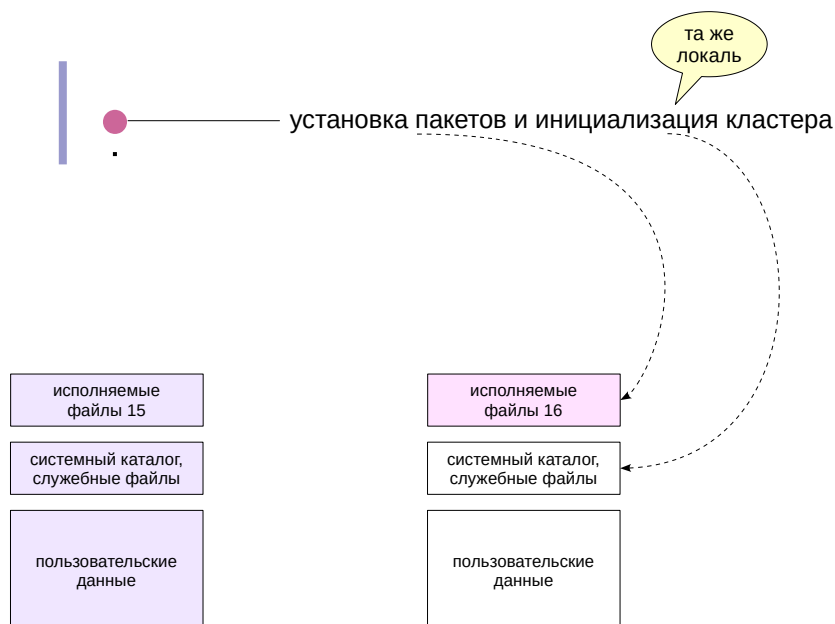 та же
локаль
установка пакетов и инициализация кластера
исполняемые
файлы 15
исполняемые
файлы 16
системный каталог,
служебные файлы
системный каталог,
служебные файлы
пользовательские
данные
пользовательские
данные